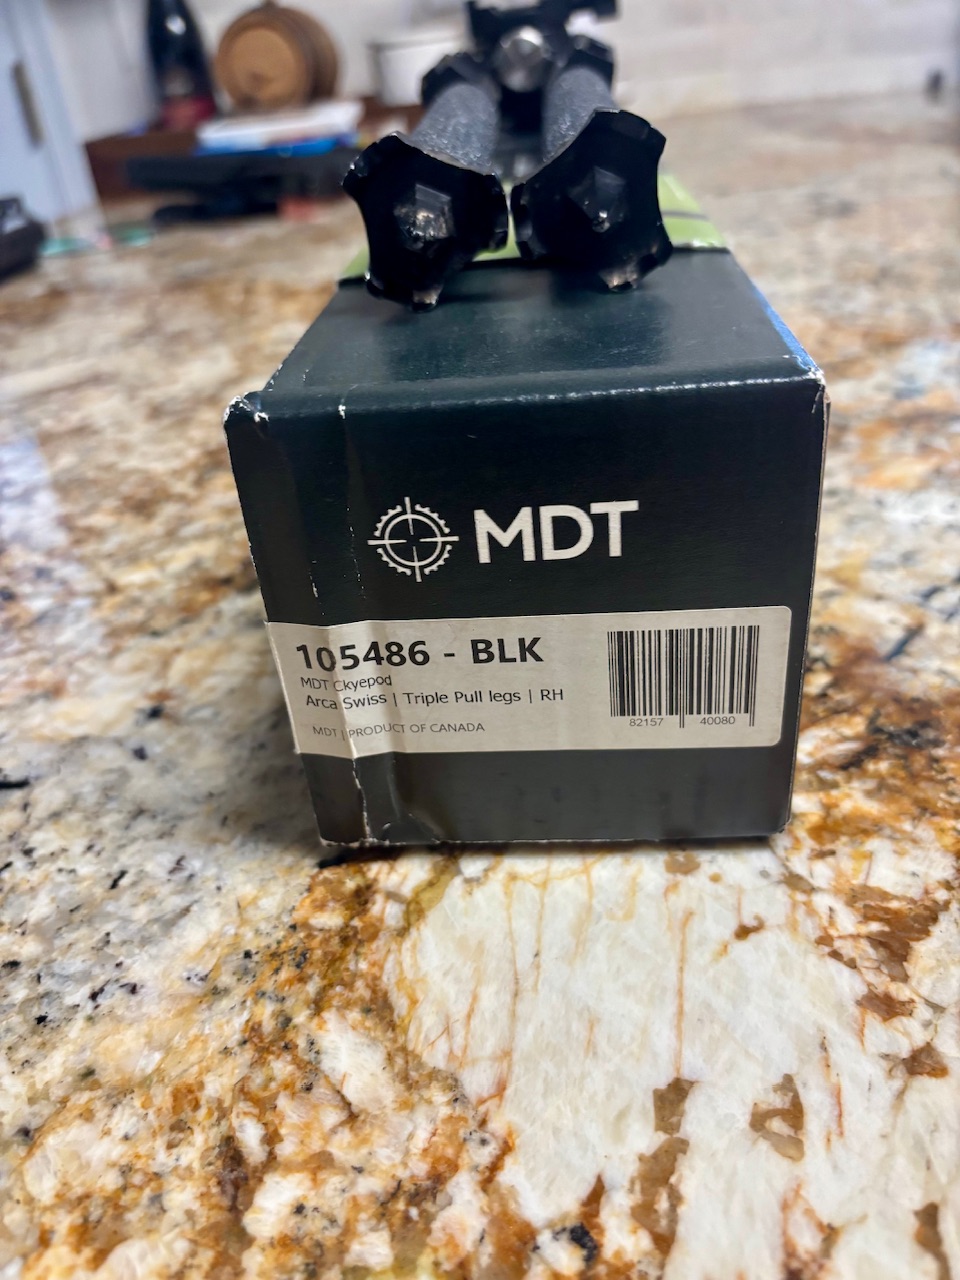 MDT
105486 - BLK
MDT Ckyepod
Arca Swiss | Triple Pull legs | RH
MDT | PRODUCT OF CANADA
82157 40080